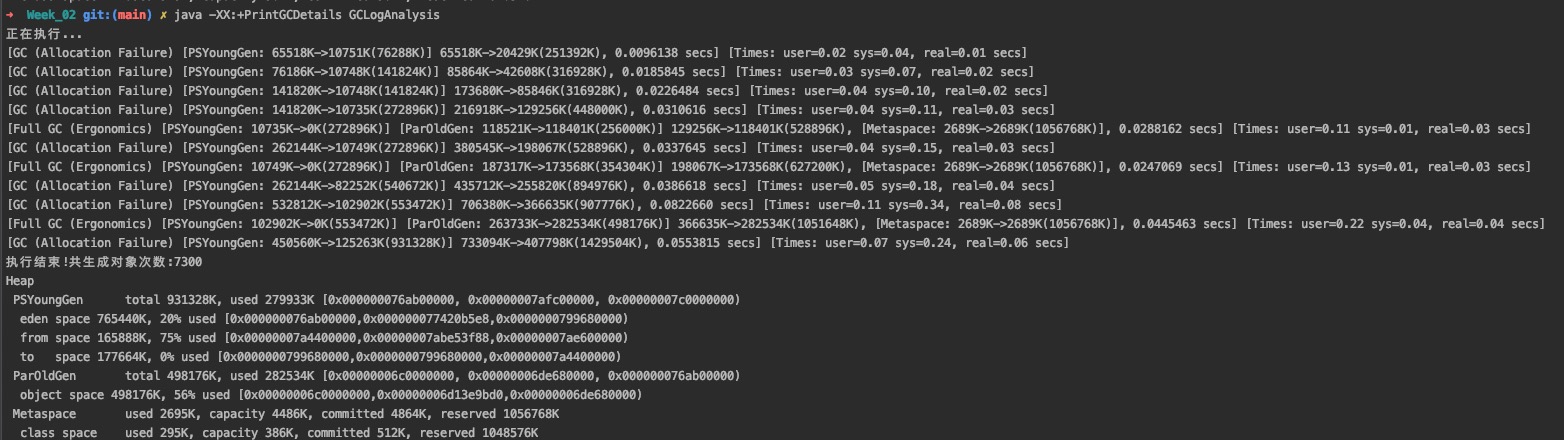 ➜ Week_02 git:(main) ✗ java -XX:+PrintGCDetails GCLogAnalysis
正在执行...
[GC (Allocation Failure) [PSYoungGen: 65518K->10751K(76288K)] 65518K->20429K(251392K), 0.0096138 secs] [Times: user=0.02 sys=0.04, real=0.01 secs]
[GC (Allocation Failure) [PSYoungGen: 76186K->10748K(141824K)] 85864K->42608K(316928K), 0.0185845 secs] [Times: user=0.03 sys=0.07, real=0.02 secs]
[GC (Allocation Failure) [PSYoungGen: 141820K->10748K(141824K)] 173680K->85846K(316928K), 0.0226484 secs] [Times: user=0.04 sys=0.10, real=0.02 secs]
[GC (Allocation Failure) [PSYoungGen: 141820K->10735K(272896K)] 216918K->129256K(448000K), 0.0310616 secs] [Times: user=0.04 sys=0.11, real=0.03 secs]
[Full GC (Ergonomics) [PSYoungGen: 10735K->0K(272896K)] [ParOldGen: 118521K->118401K(256000K)] 129256K->118401K(528896K), [Metaspace: 2689K->2689K(1056768K)], 0.0288162 secs] [Times: user=0.11 sys=0.01, real=0.03 secs]
[GC (Allocation Failure) [PSYoungGen: 262144K->10749K(272896K)] 380545K->198067K(528896K), 0.0337645 secs] [Times: user=0.04 sys=0.15, real=0.03 secs]
[Full GC (Ergonomics) [PSYoungGen: 10749K->0K(272896K)] [ParOldGen: 187317K->173568K(354304K)] 198067K->173568K(627200K), [Metaspace: 2689K->2689K(1056768K)], 0.0247069 secs] [Times: user=0.13 sys=0.01, real=0.03 secs]
[GC (Allocation Failure) [PSYoungGen: 262144K->82252K(540672K)] 435712K->255820K(894976K), 0.0386618 secs] [Times: user=0.05 sys=0.18, real=0.04 secs]
[GC (Allocation Failure) [PSYoungGen: 532812K->102902K(553472K)] 706380K->366635K(907776K), 0.0822660 secs] [Times: user=0.11 sys=0.34, real=0.08 secs]
[Full GC (Ergonomics) [PSYoungGen: 102902K->0K(553472K)] [ParOldGen: 263733K->282534K(498176K)] 366635K->282534K(1051648K), [Metaspace: 2689K->2689K(1056768K)], 0.0445463 secs] [Times: user=0.22 sys=0.04, real=0.04 secs]
[GC (Allocation Failure) [PSYoungGen: 450560K->125263K(931328K)] 733094K->407798K(1429504K), 0.0553815 secs] [Times: user=0.07 sys=0.24, real=0.06 secs]
执行结束!共生成对象次数:7300
Heap
PSYoungGen total 931328K, used 279933K [0x000000076ab00000, 0x00000007afc00000, 0x00000007c0000000)
eden space 765440K, 20% used [0x000000076ab00000,0x000000077420b5e8,0x0000000799680000)
from space 165888K, 75% used [0x00000007a4400000,0x00000007abe53f88,0x00000007ae600000)
to space 177664K, 0% used [0x0000000799680000,0x0000000799680000,0x00000007a4400000)
ParOldGen total 498176K, used 282534K [0x00000006c0000000, 0x00000006de680000, 0x000000076ab00000)
object space 498176K, 56% used [0x00000006c0000000,0x00000006d13e9bd0,0x00000006de680000)
Metaspace used 2695K, capacity 4486K, committed 4864K, reserved 1056768K
class space used 295K, capacity 386K, committed 512K, reserved 1048576K